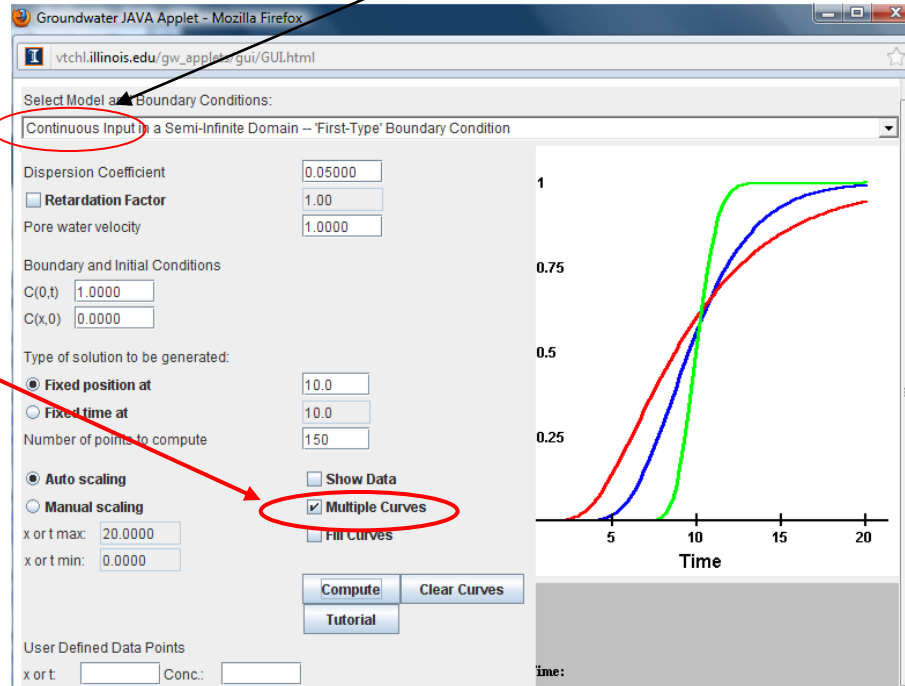 Groundwater JAVA Applet - Mozilla Firefox
I vtchl.illinois.edu/gw_applets/gui/GUI.html
Select Model and Boundary Conditions:
Continuous Input in a Semi-Infinite Domain -- 'First-Type' Boundary Condition
Dispersion Coefficient 0.05000
Retardation Factor 1.00
Pore water velocity 1.0000
Boundary and Initial Conditions
C(0,t) 1.0000
C(x,0) 0.0000
Type of solution to be generated:
Fixed position at 10.0
Fixed time at 10.0
Number of points to compute 150
Auto scaling Show Data
Manual scaling Multiple Curves
x or t max: 20.0000 Fill Curves
x or t min: 0.0000
Compute Clear Curves
Tutorial
User Defined Data Points
x or t: Conc.:
1
0.75
0.5
0.25
5 10 15 20
Time
ime: